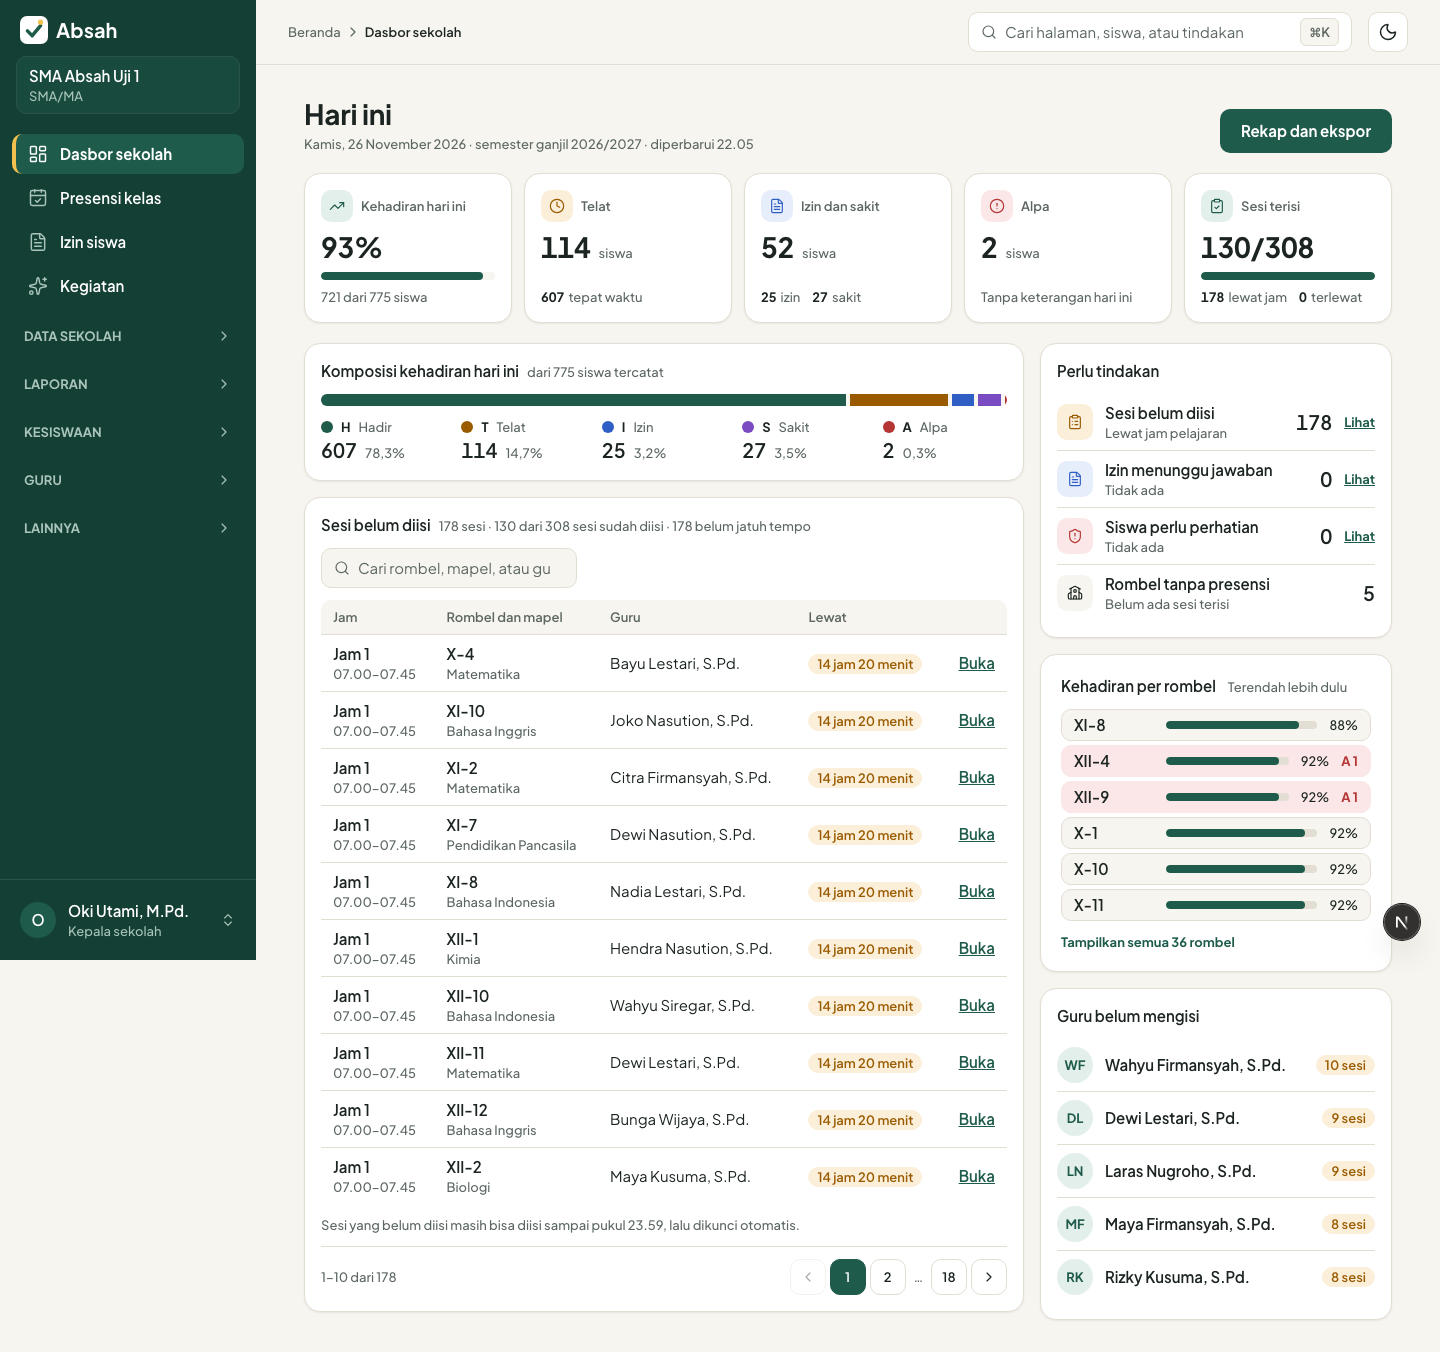 Absah
SMA Absah Uji 1
SMA/MA
Dasbor sekolah
Presensi kelas
Izin siswa
Kegiatan
DATA SEKOLAH
LAPORAN
KESISWAAN
GURU
LAINNYA
O
Oki Utami, M.Pd.
Kepala sekolah
Beranda > Dasbor sekolah
Cari halaman, siswa, atau tindakan ⌘K
Hari ini
Kamis, 26 November 2026 · semester ganjil 2026/2027 · diperbarui 22.05
Rekap dan ekspor
Kehadiran hari ini
93%
721 dari 775 siswa
Telat
114 siswa
607 tepat waktu
Izin dan sakit
52 siswa
25 izin 27 sakit
Alpa
2 siswa
Tanpa keterangan hari ini
Sesi terisi
130/308
178 lewat jam 0 terlewat
Komposisi kehadiran hari ini dari 775 siswa tercatat
H Hadir
607 78,3%
T Telat
114 14,7%
I Izin
25 3,2%
S Sakit
27 3,5%
A Alpa
2 0,3%
Sesi belum diisi 178 sesi · 130 dari 308 sesi sudah diisi · 178 belum jatuh tempo
Cari rombel, mapel, atau gu
Jam Rombel dan mapel Guru Lewat
Jam 1 X-4 Bayu Lestari, S.Pd. 14 jam 20 menit Buka
07.00–07.45 Matematika
Jam 1 XI-10 Joko Nasution, S.Pd. 14 jam 20 menit Buka
07.00–07.45 Bahasa Inggris
Jam 1 XI-2 Citra Firmansyah, S.Pd. 14 jam 20 menit Buka
07.00–07.45 Matematika
Jam 1 XI-7 Dewi Nasution, S.Pd. 14 jam 20 menit Buka
07.00–07.45 Pendidikan Pancasila
Jam 1 XI-8 Nadia Lestari, S.Pd. 14 jam 20 menit Buka
07.00–07.45 Bahasa Indonesia
Jam 1 XII-1 Hendra Nasution, S.Pd. 14 jam 20 menit Buka
07.00–07.45 Kimia
Jam 1 XII-10 Wahyu Siregar, S.Pd. 14 jam 20 menit Buka
07.00–07.45 Bahasa Indonesia
Jam 1 XII-11 Dewi Lestari, S.Pd. 14 jam 20 menit Buka
07.00–07.45 Matematika
Jam 1 XII-12 Bunga Wijaya, S.Pd. 14 jam 20 menit Buka
07.00–07.45 Bahasa Inggris
Jam 1 XII-2 Maya Kusuma, S.Pd. 14 jam 20 menit Buka
07.00–07.45 Biologi
Sesi yang belum diisi masih bisa diisi sampai pukul 23.59, lalu dikunci otomatis.
1–10 dari 178 1 2 … 18
Perlu tindakan
Sesi belum diisi 178 Lihat
Lewat jam pelajaran
Izin menunggu jawaban 0 Lihat
Tidak ada
Siswa perlu perhatian 0 Lihat
Tidak ada
Rombel tanpa presensi 5
Belum ada sesi terisi
Kehadiran per rombel Terendah lebih dulu
XI-8 88%
XII-4 92% A 1
XII-9 92% A 1
X-1 92%
X-10 92%
X-11 92%
Tampilkan semua 36 rombel
N
Guru belum mengisi
WF Wahyu Firmansyah, S.Pd. 10 sesi
DL Dewi Lestari, S.Pd. 9 sesi
LN Laras Nugroho, S.Pd. 9 sesi
MF Maya Firmansyah, S.Pd. 8 sesi
RK Rizky Kusuma, S.Pd. 8 sesi